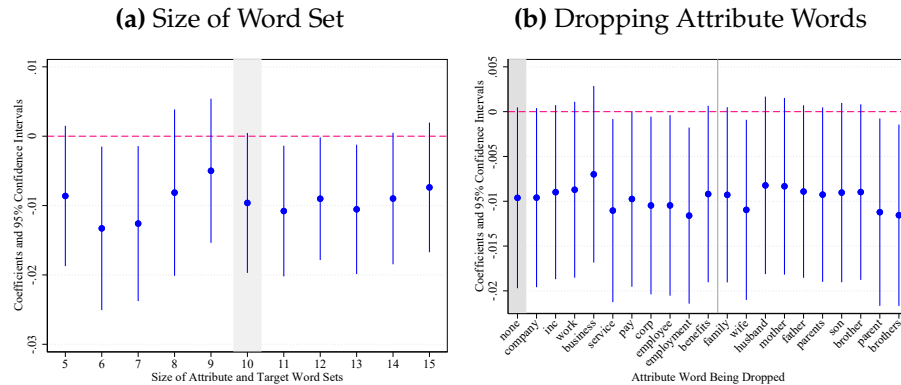 (a) Size of Word Set
Coefficients and 95% Confidence Intervals
.01
0
-.01
-.02
-.03
5 6 7 8 9 10 11 12 13 14 15
Size of Attribute and Target Word Sets
(b) Dropping Attribute Words
Coefficients and 95% Confidence Intervals
.005
0
-.005
-.01
-.015
-.02
none company inc work business service pay corp employee employment benefits family wife husband mother father parents son brother parent brothers
Attribute Word Being Dropped